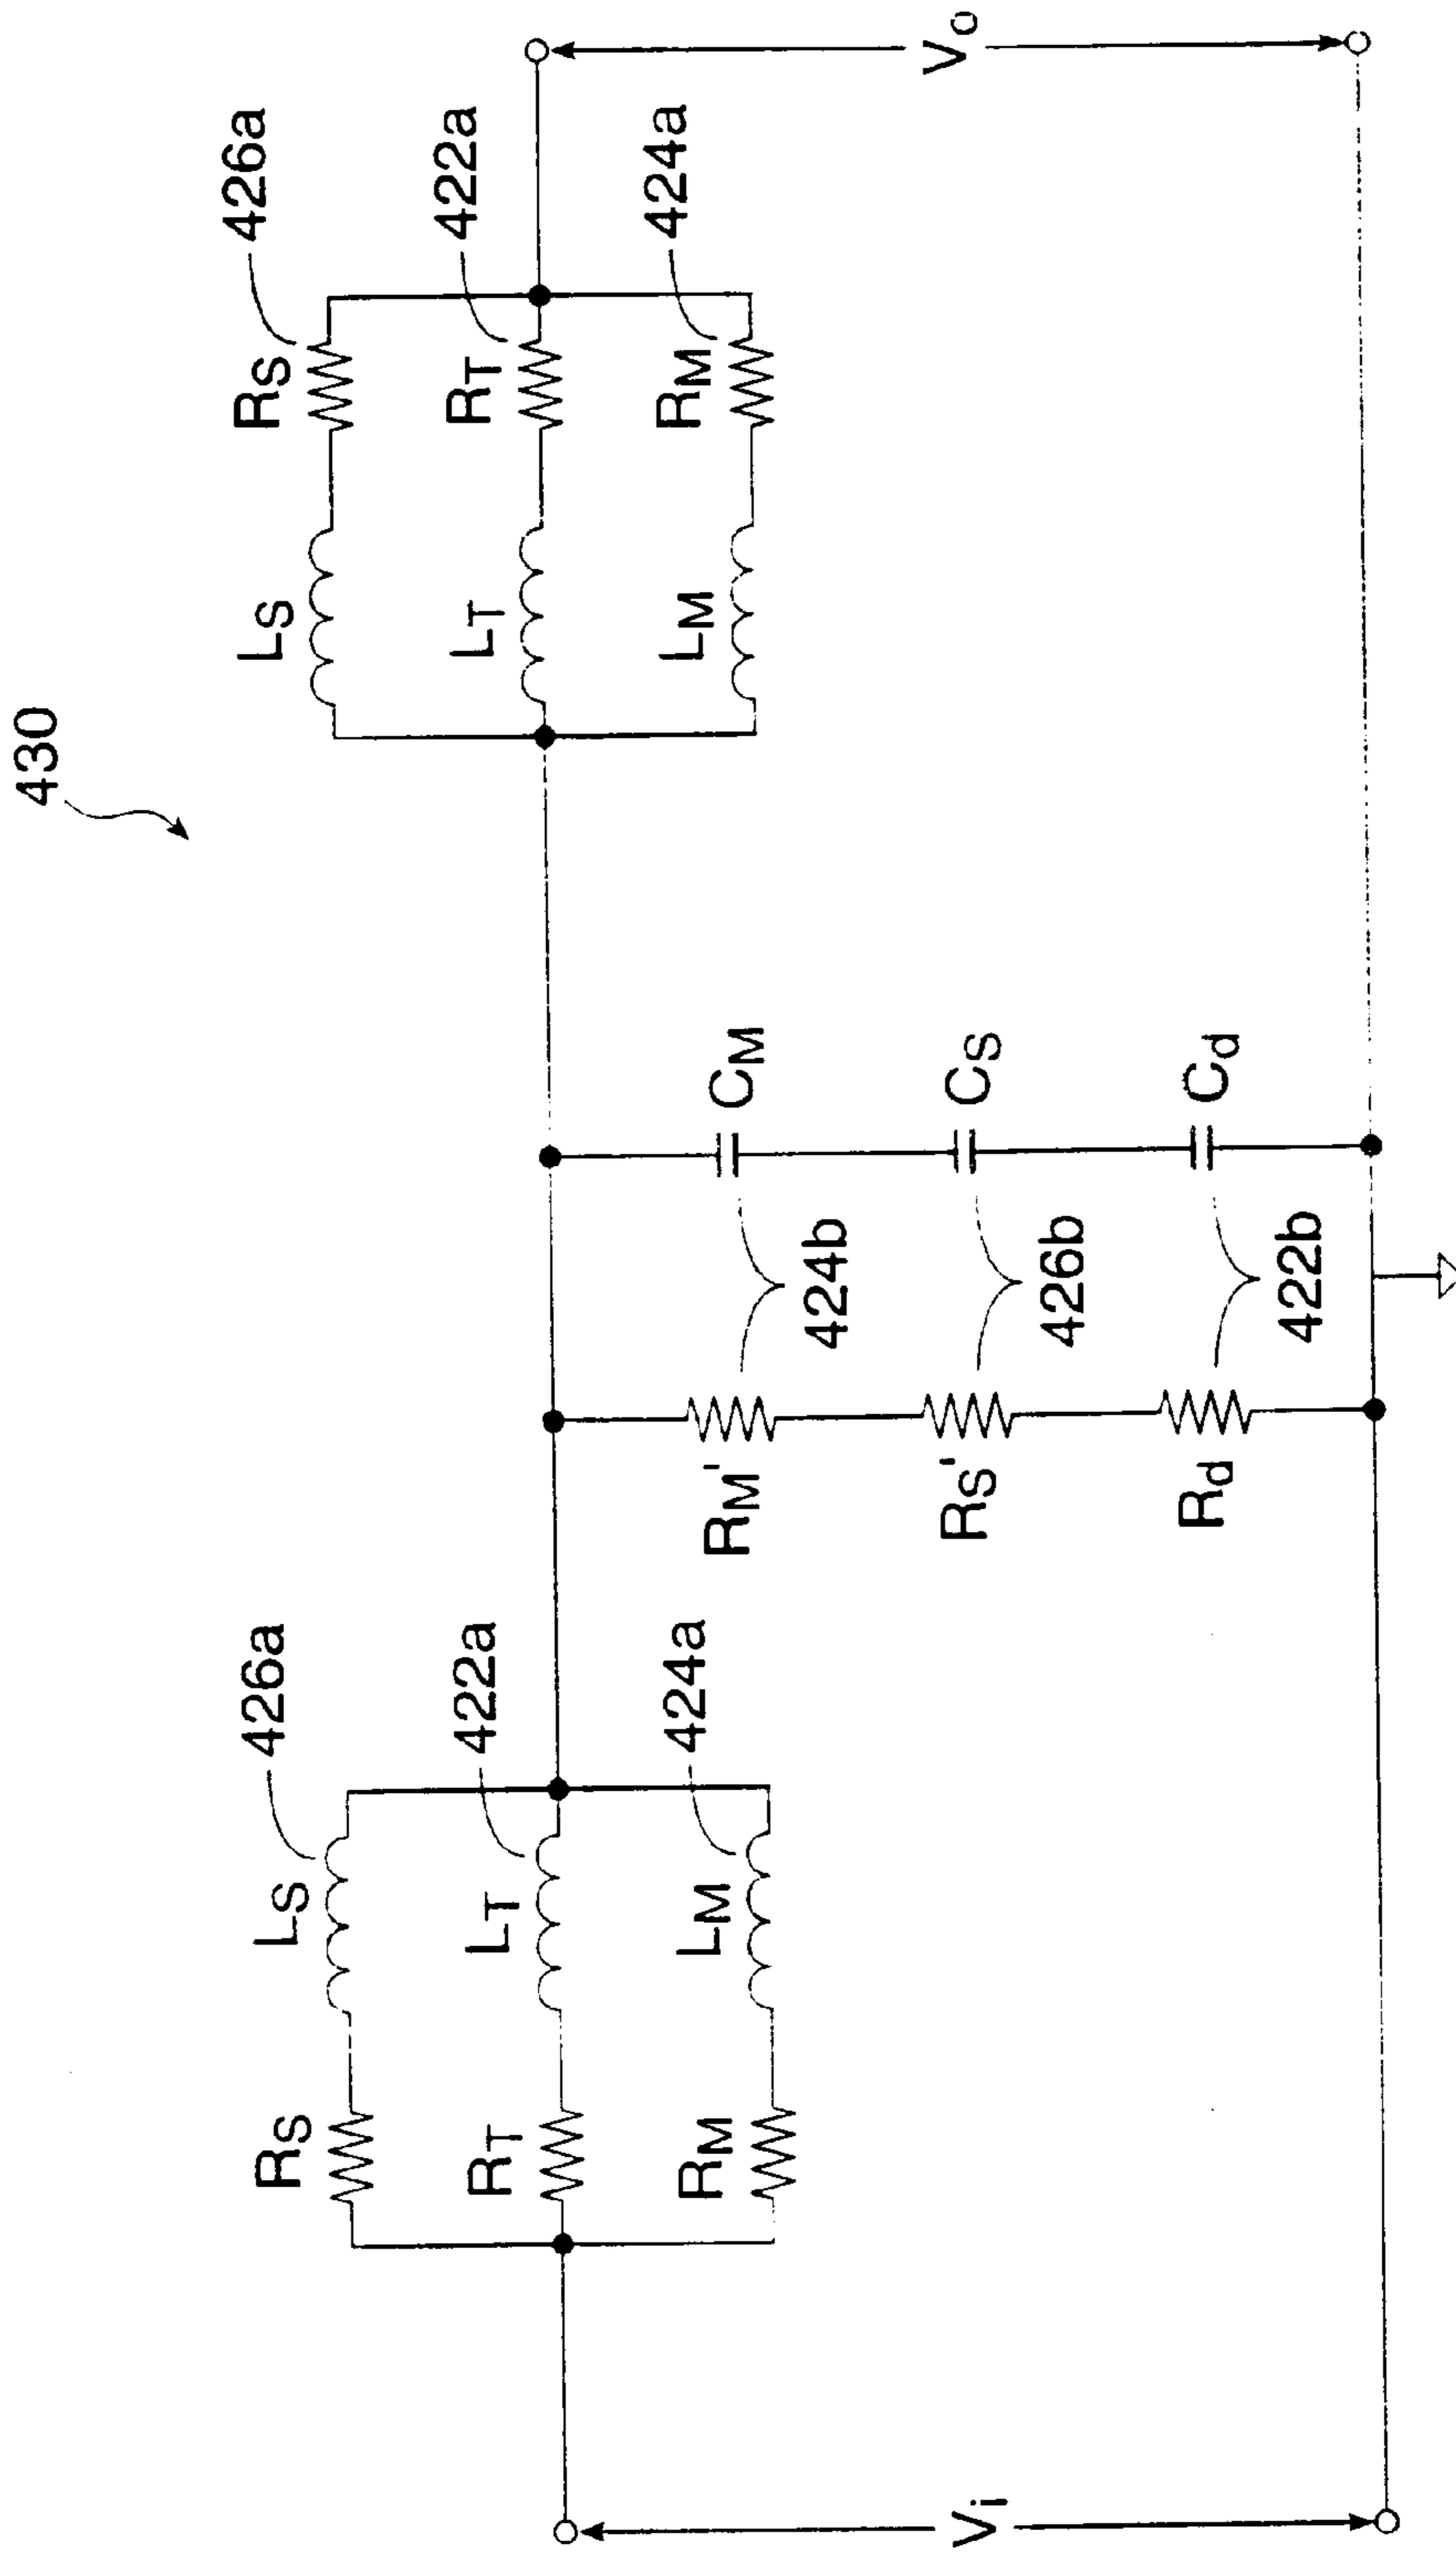 430
426a
LS
RS
422a
LT
RT
424a
LM
RM
LS
RS
426a
LT
RT
422a
LM
RM
424a
RM'
424b
CM
RS'
426b
CS
Rd
422b
Cd
Vi
Vo